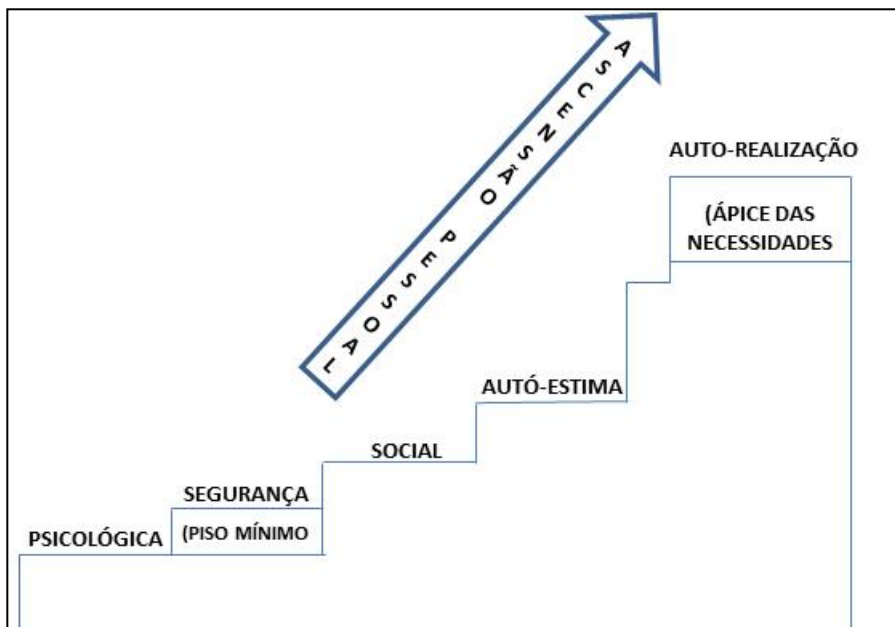 ASCENSÃO PESSOAL
AUTO-REALIZAÇÃO
(ÁPICE DAS
NECESSIDADES
AUTÓ-ESTIMA
SOCIAL
SEGURANÇA
(PISO MÍNIMO
PSICOLÓGICA